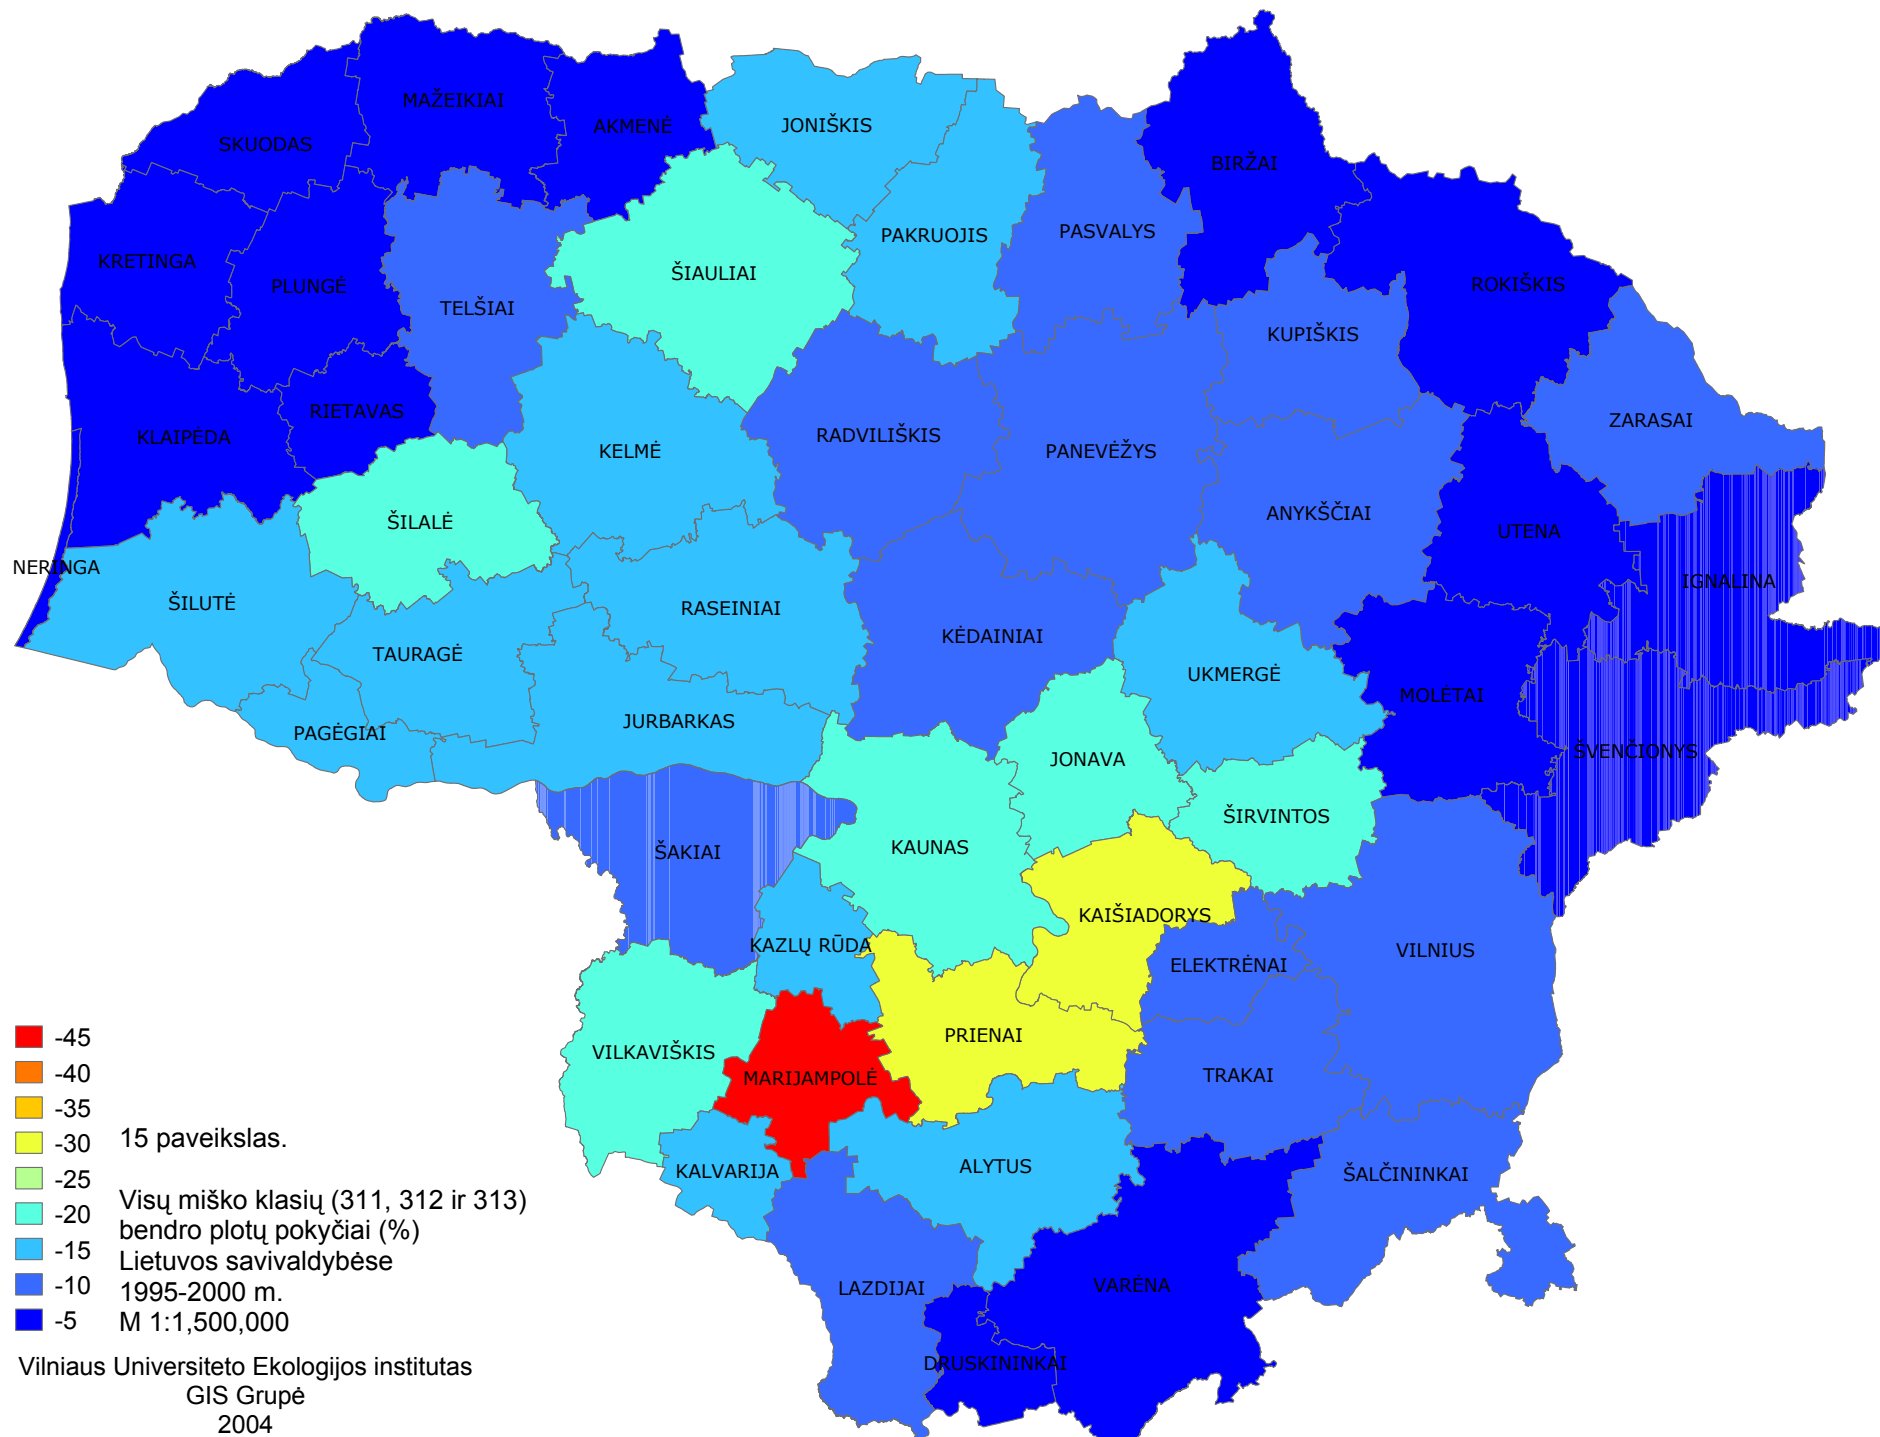 MAŽEIKIAI
AKMENĖ
JONIŠKIS
SKUODAS
BIRŽAI
KRETINGA
PLUNGĖ
TELŠIAI
ŠIAULIAI
PAKRUOJIS
PASVALYS
ROKIŠKIS
KUPIŠKIS
RIETAVAS
KLAIPĖDA
KELMĖ
RADVILIŠKIS
PANEVĖŽYS
ZARASAI
ŠILALĖ
ANYKŠČIAI
UTENA
NERINGA
ŠILUTĖ
RASEINIAI
IGNALINA
TAURAGĖ
KĖDAINIAI
UKMERGĖ
MOLĖTAI
PAGĖGIAI
JURBARKAS
JONAVA
ŠVENČIONYS
ŠIRVINTOS
ŠAKIAI
KAUNAS
KAIŠIADORYS
KAZLŲ RŪDA
ELEKTRĖNAI
VILNIUS
VILKAVIŠKIS
PRIENAI
MARIJAMPOLĖ
TRAKAI
KALVARIJA
ALYTUS
ŠALČININKAI
LAZDIJAI
VARĖNA
DRUSKININKAI
-45
-40
-35
-30
-25
-20
-15
-10
-5
15 paveikslas.
Visų miško klasių (311, 312 ir 313)
bendro plotų pokyčiai (%)
Lietuvos savivaldybėse
1995-2000 m.
M 1:1,500,000
Vilniaus Universiteto Ekologijos institutas
GIS Grupė
2004